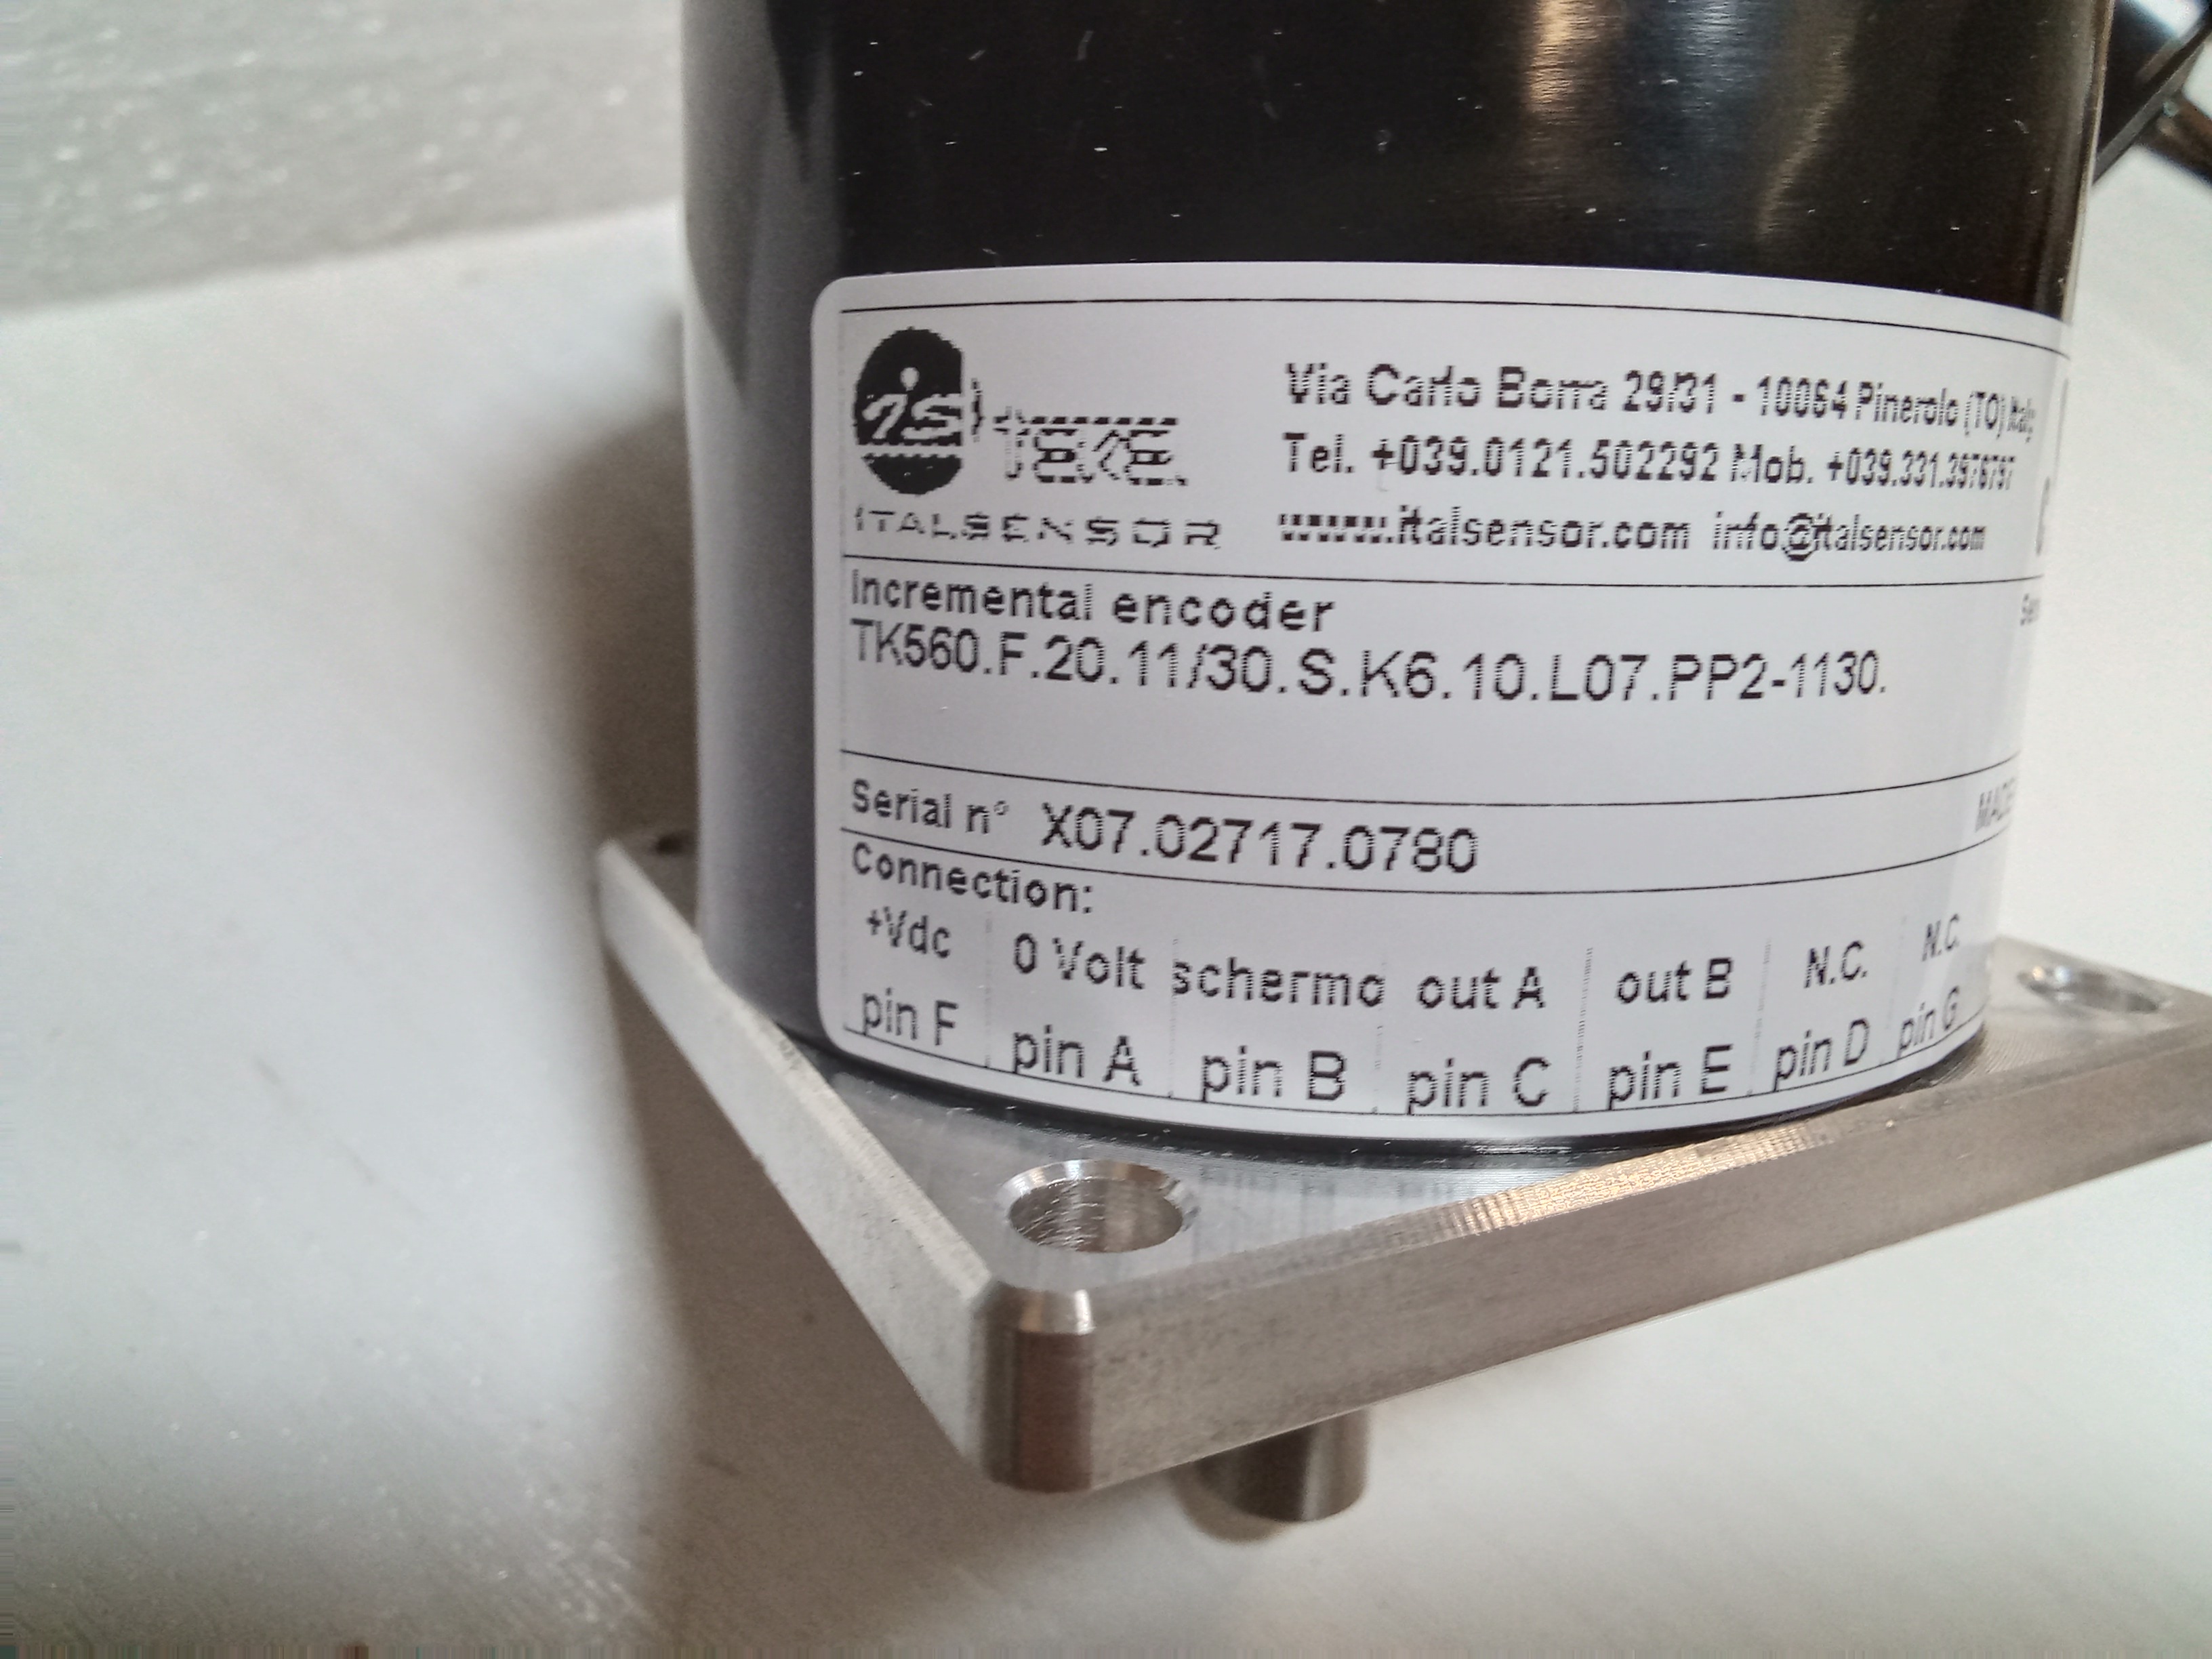 is
TEKEL
ITALSENSOR
Via Carlo Borra 29/31 - 10064 Pinerolo (TO) Italy
Tel. +039.0121.502292 Mob. +039.331.3976797
www.italsensor.com info@italsensor.com
Incremental encoder
TK560.F.20.11/30.S.K6.10.L07.PP2-1130.
Serial n° X07.02717.0780
Connection:
+Vdc 0 Volt schermo out A out B N.C. N.C.
pin F pin A pin B pin C pin E pin D pin G